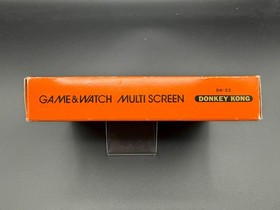 GAME&WATCH MULTI SCREEN
DK-52
DONKEY KONG